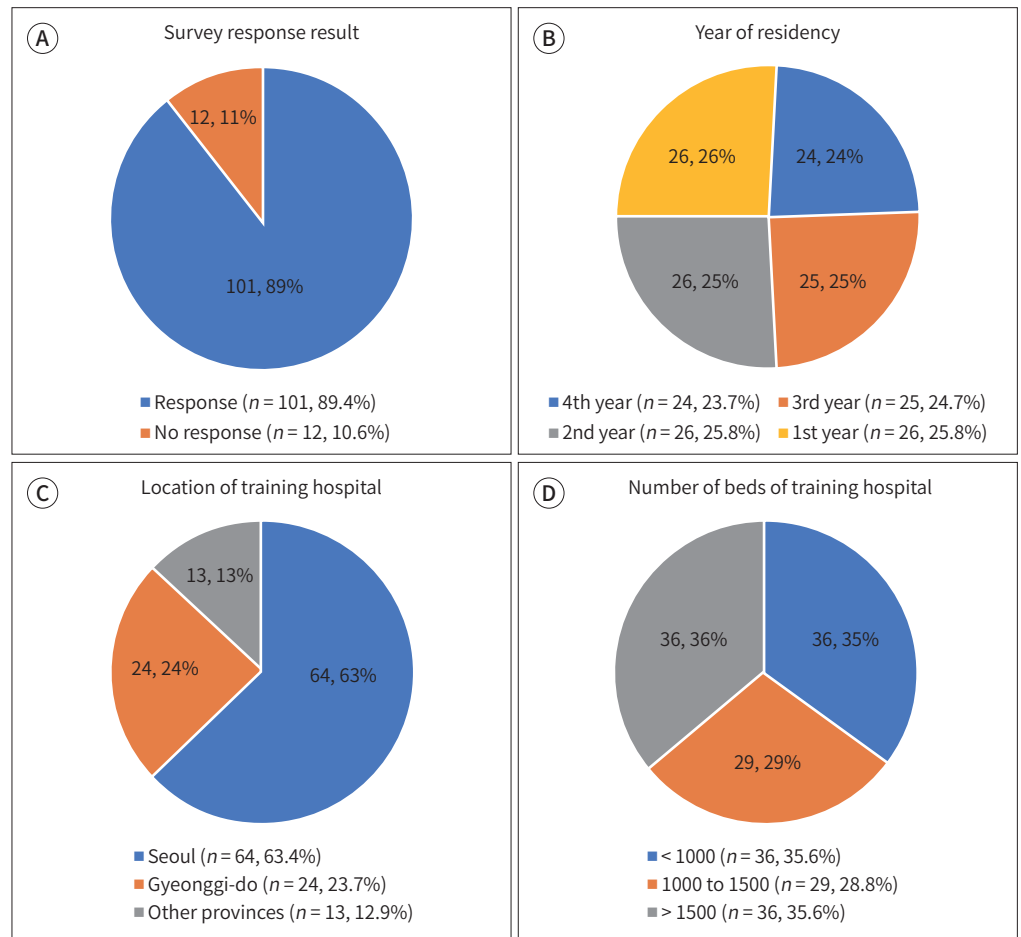 A
Survey response result
12, 11%
101, 89%
■ Response (n = 101, 89.4%)
■ No response (n = 12, 10.6%)
B
Year of residency
26, 26%
24, 24%
26, 25%
25, 25%
■ 4th year (n = 24, 23.7%) ■ 3rd year (n = 25, 24.7%)
■ 2nd year (n = 26, 25.8%) ■ 1st year (n = 26, 25.8%)
C
Location of training hospital
13, 13%
24, 24%
64, 63%
■ Seoul (n = 64, 63.4%)
■ Gyeonggi-do (n = 24, 23.7%)
■ Other provinces (n = 13, 12.9%)
D
Number of beds of training hospital
36, 36%
36, 35%
29, 29%
■ < 1000 (n = 36, 35.6%)
■ 1000 to 1500 (n = 29, 28.8%)
■ > 1500 (n = 36, 35.6%)